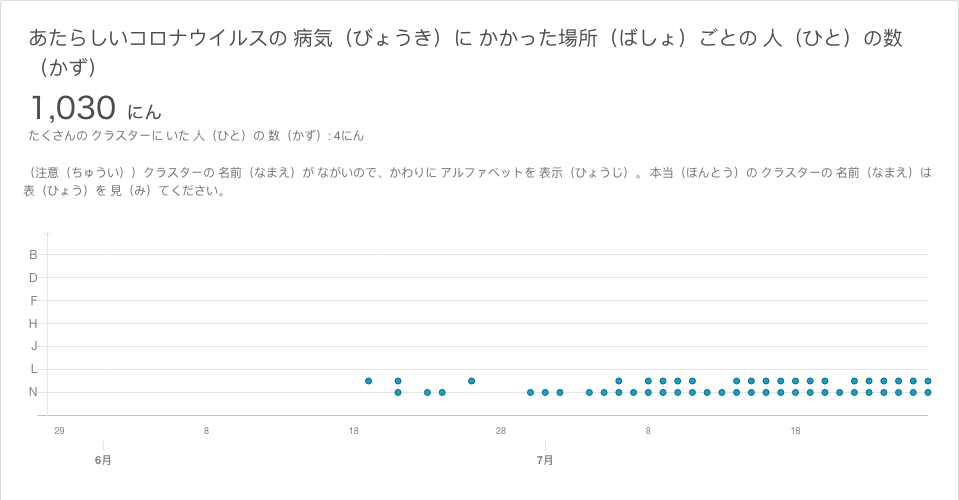 あたらしいコロナウイルスの 病気（びょうき）に かかった場所（ばしょ）ごとの 人（ひと）の数
（かず）
1,030 にん
たくさんの クラスターに いた 人（ひと）の 数（かず）: 4にん
（注意（ちゅうい））クラスターの 名前（なまえ）が ながいので、かわりに アルファベットを 表示（ひょうじ）。 本当（ほんとう）の クラスターの 名前（なまえ）は
表（ひょう）を 見（み）てください。
B
D
F
H
J
L
N
29 8 18 28 8 18
6月 7月